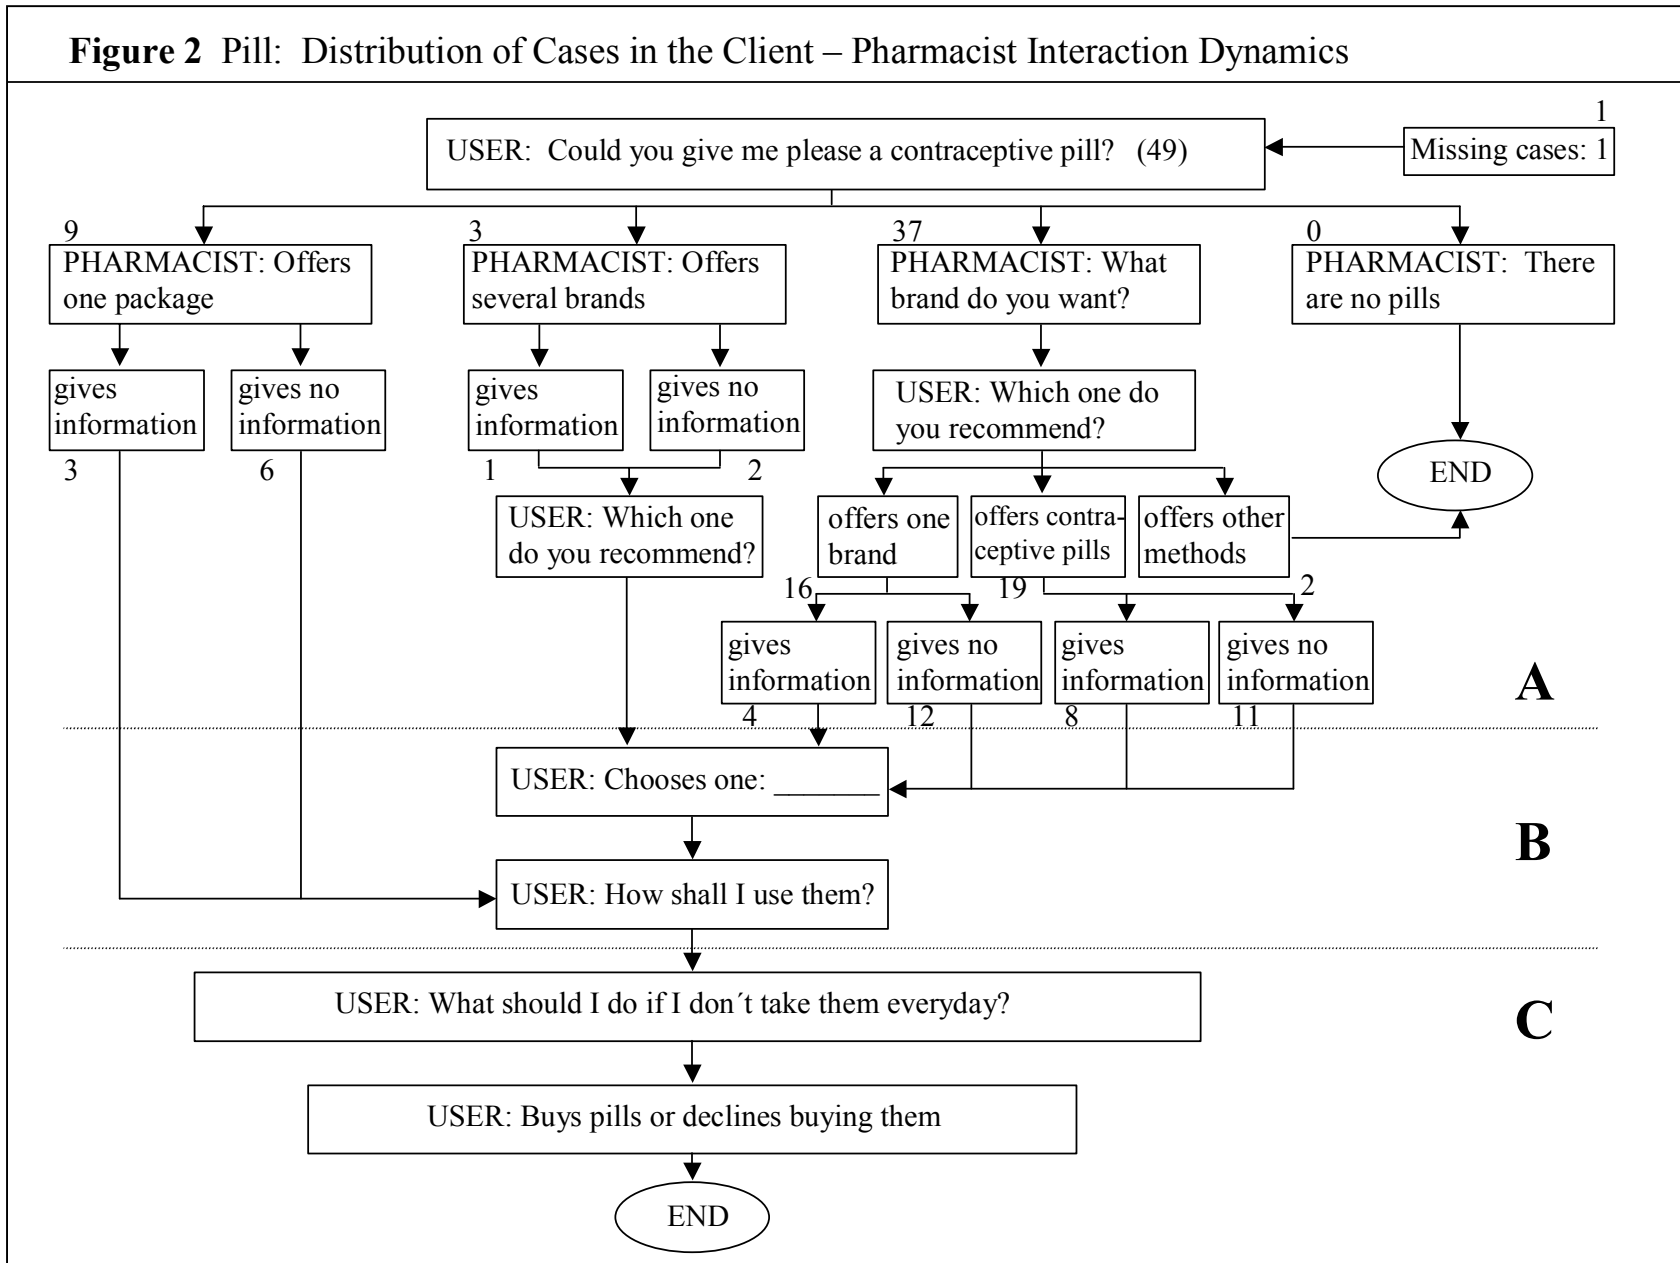 Figure 2 Pill: Distribution of Cases in the Client – Pharmacist Interaction Dynamics
1
USER: Could you give me please a contraceptive pill? (49)
Missing cases: 1
9
3
37
0
PHARMACIST: Offers
one package
PHARMACIST: Offers
several brands
PHARMACIST: What
brand do you want?
PHARMACIST: There
are no pills
gives
information
gives no
information
gives
information
gives no
information
USER: Which one do
you recommend?
3
6
1
2
END
USER: Which one
do you recommend?
offers one
brand
offers contra-
ceptive pills
offers other
methods
16
19
2
gives
information
gives no
information
gives
information
gives no
information
A
4
12
8
11
USER: Chooses one: _______
B
USER: How shall I use them?
USER: What should I do if I don´t take them everyday?
C
USER: Buys pills or declines buying them
END